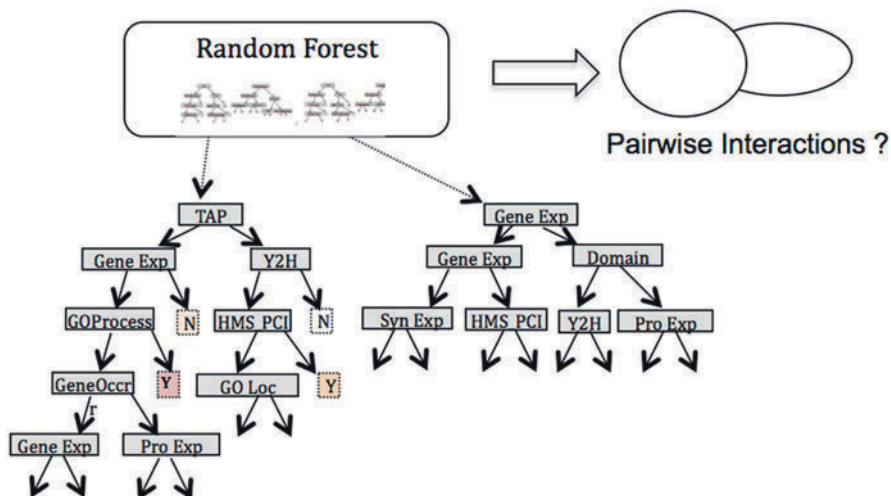 Random Forest
Pairwise Interactions ?
TAP
Gene Exp
Gene Exp
Y2H
Gene Exp
Domain
GOProcess
N
HMS_PCI
N
Syn Exp
HMS_PCI
Y2H
Pro Exp
GeneOccr
Y
GO Loc
Y
r
Gene Exp
Pro Exp